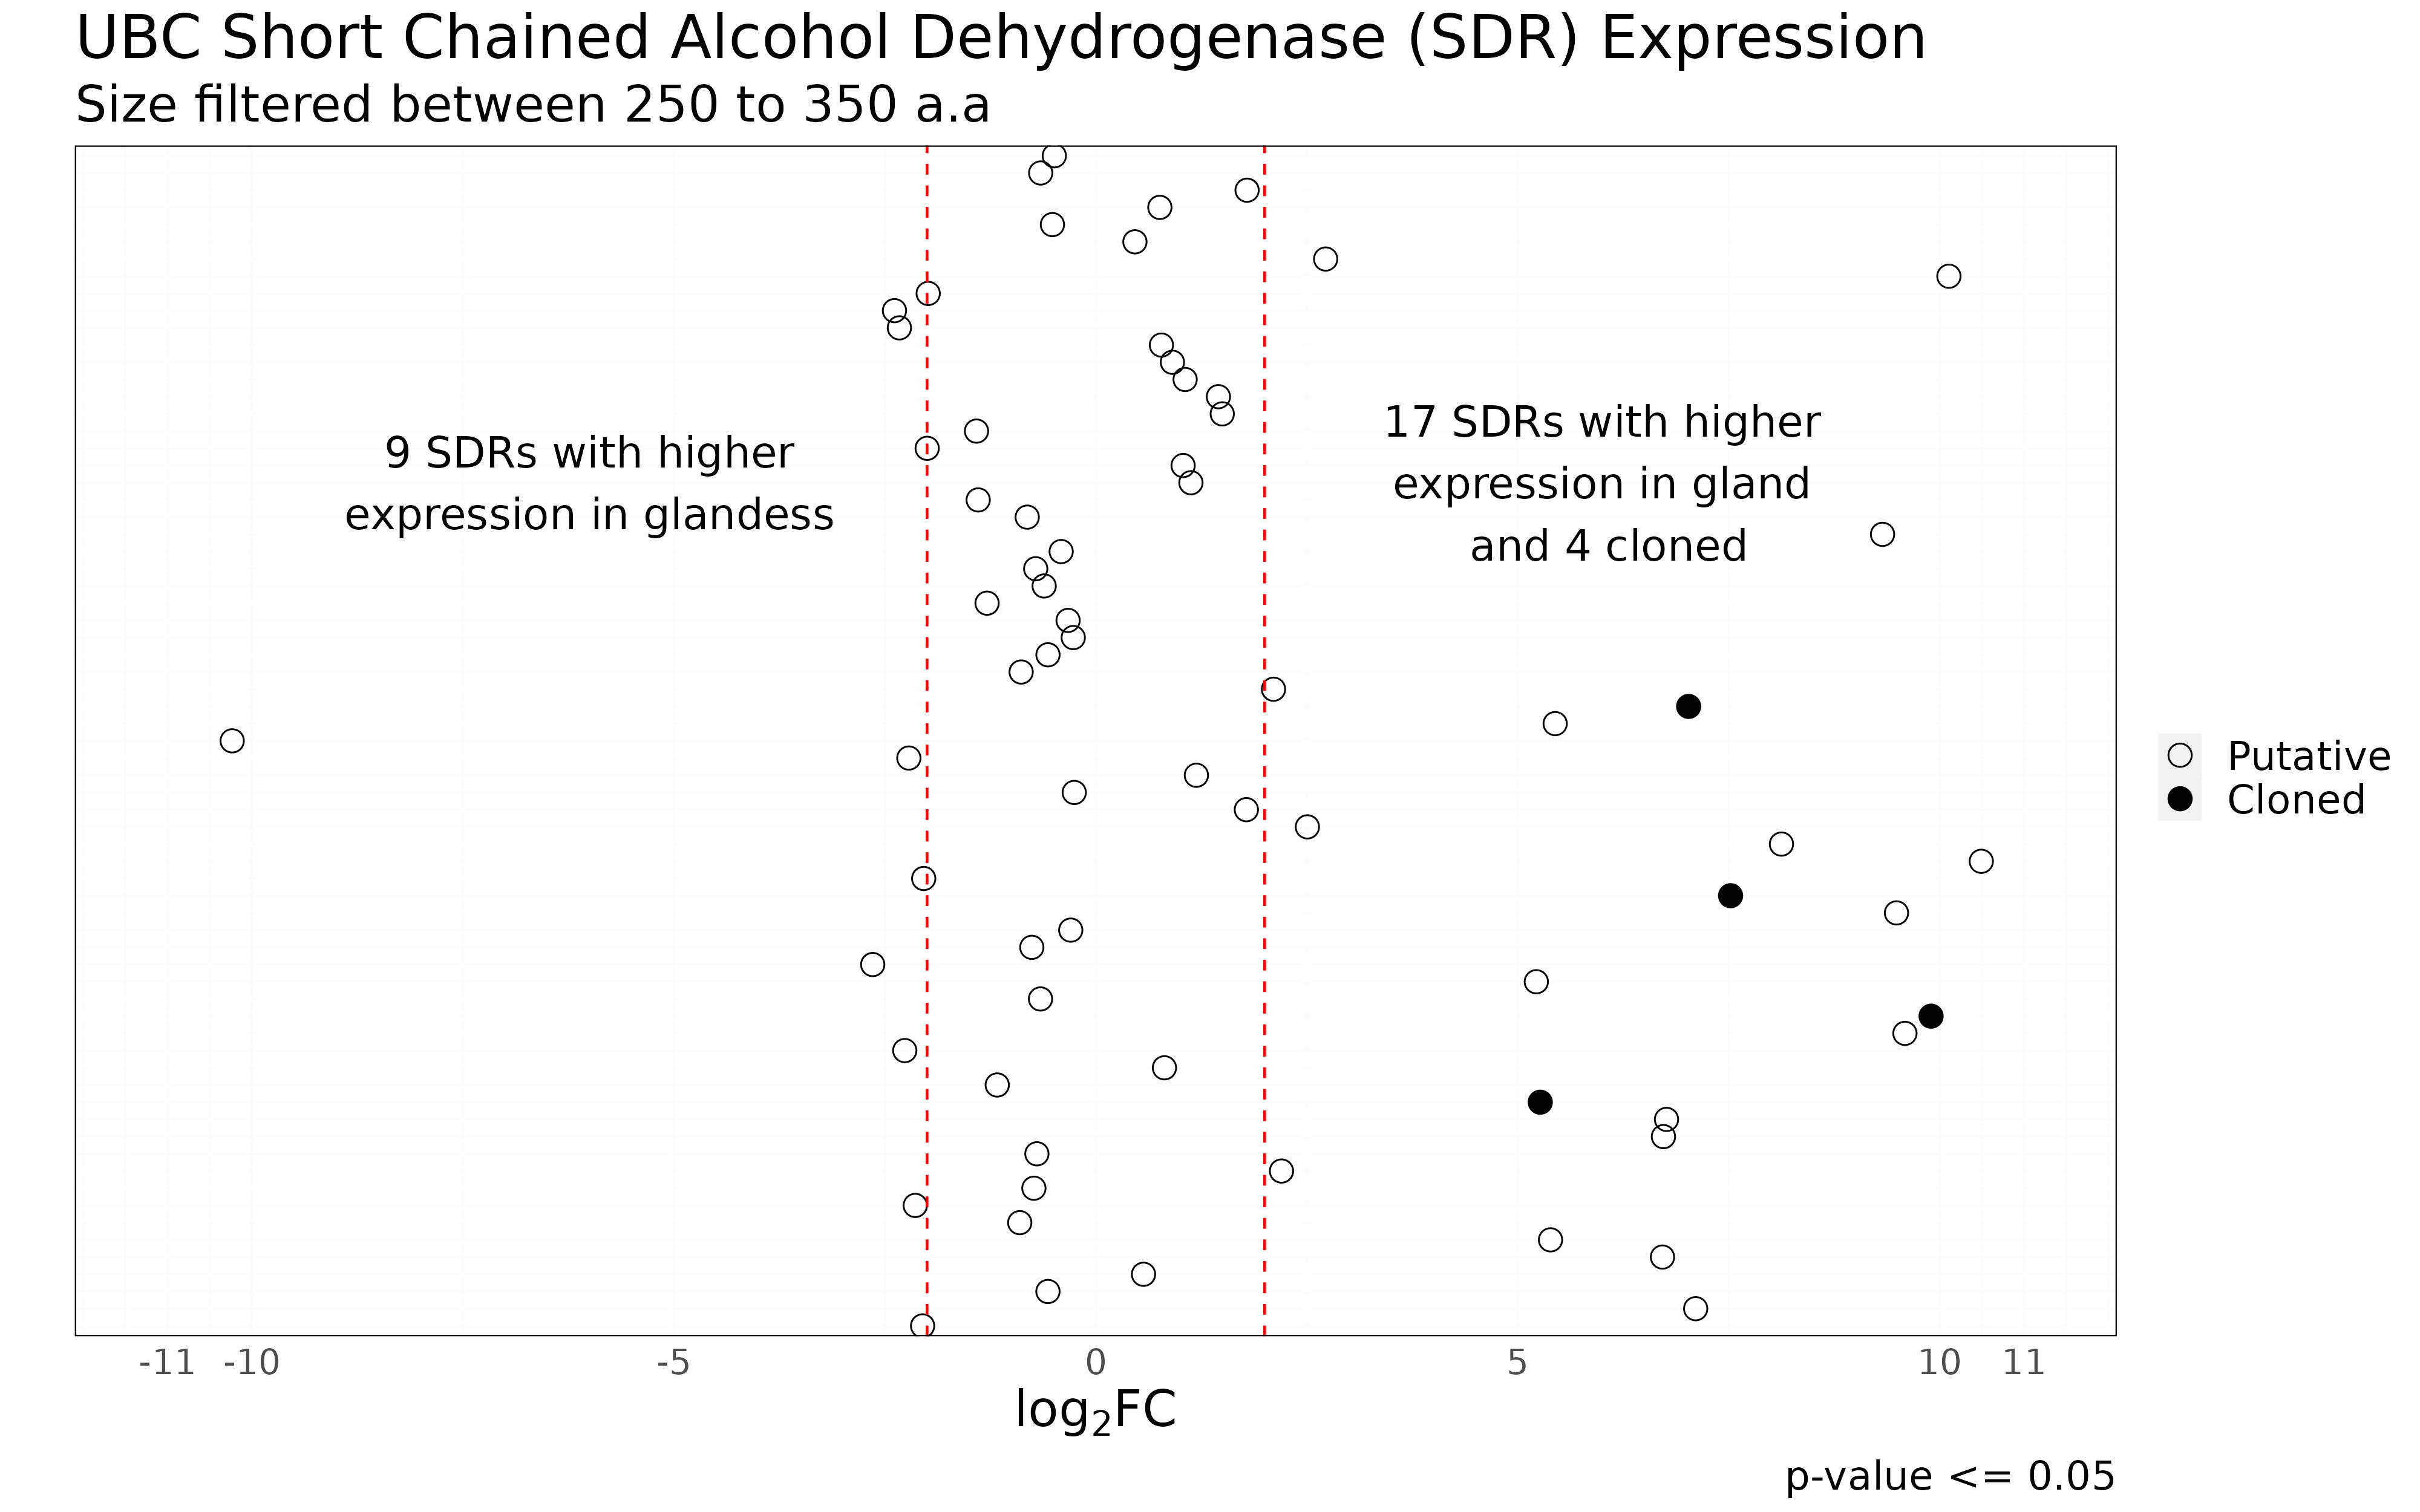 UBC Short Chained Alcohol Dehydrogenase (SDR) Expression
Size filtered between 250 to 350 a.a
9 SDRs with higher
expression in glandess
17 SDRs with higher
expression in gland
and 4 cloned
Putative
Cloned
-11 -10 -5 0 5 10 11
log₂FC
p-value <= 0.05